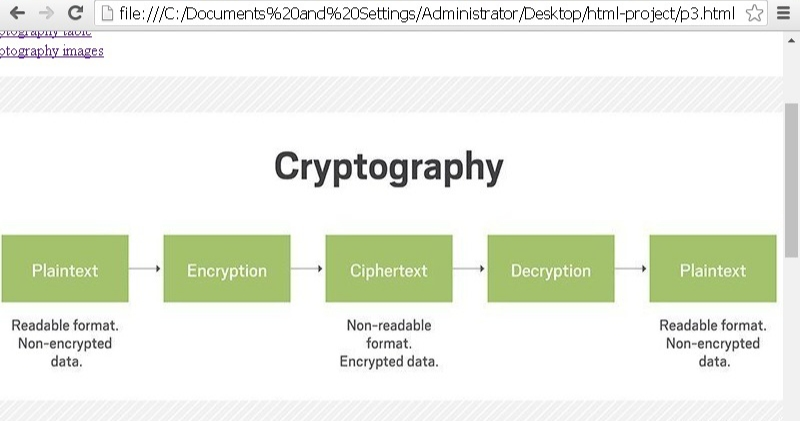 file:///C:/Documents%20and%20Settings/Administrator/Desktop/html-project/p3.html
ptography table
ptography images
Cryptography
Plaintext Encryption Ciphertext Decryption Plaintext
Readable format. Non-readable Readable format.
Non-encrypted format. Non-encrypted
data. Encrypted data. data.